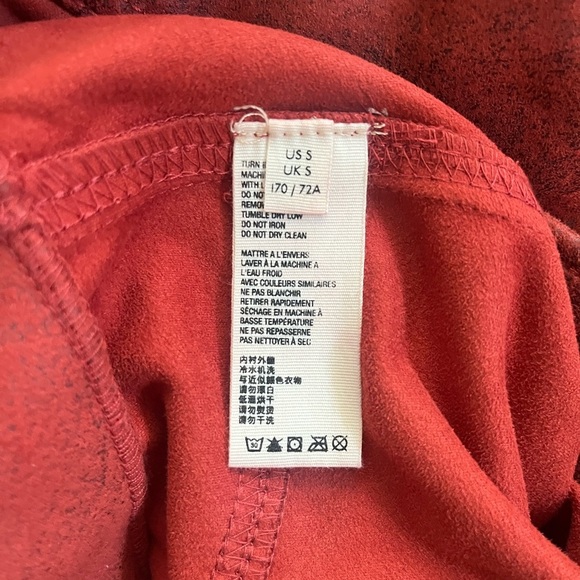 US S
UK S
170 / 72A
TURN
MACHI
WITH
DO NO
REMO
TUMBLE DRY LOW
DO NOT IRON
DO NOT DRY CLEAN
MATTRE A L'ENVERS
LAVER À LA MACHINE A
L'EAU FROID
AVEC COULEURS SIMILAIRES
NE PAS BLANCHIR
RETIRER RAPIDEMENT
SÉCHAGE EN MACHINE À
BASSE TEMPÉRATURE
NE PAS REPASSERNE
PAS NETTOYER À SEC
内衬外翻
冷水机洗
与近似颜色衣物
请勿漂白
低温烘干
请勿熨烫
请勿干洗
30